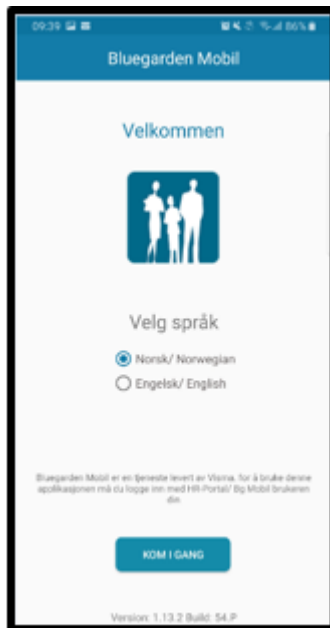 09:39 86%
Bluegarden Mobil
Velkommen
Velg språk
Norsk/ Norwegian
Engelsk/ English
Bluegarden Mobil er en tjeneste levert av Visma, for å bruke denne
applikasjonen må du logge inn med HR-Portal/ Bg Mobil brukeren
din
KOM I GANG
Version: 1.13.2 Build: 54.P